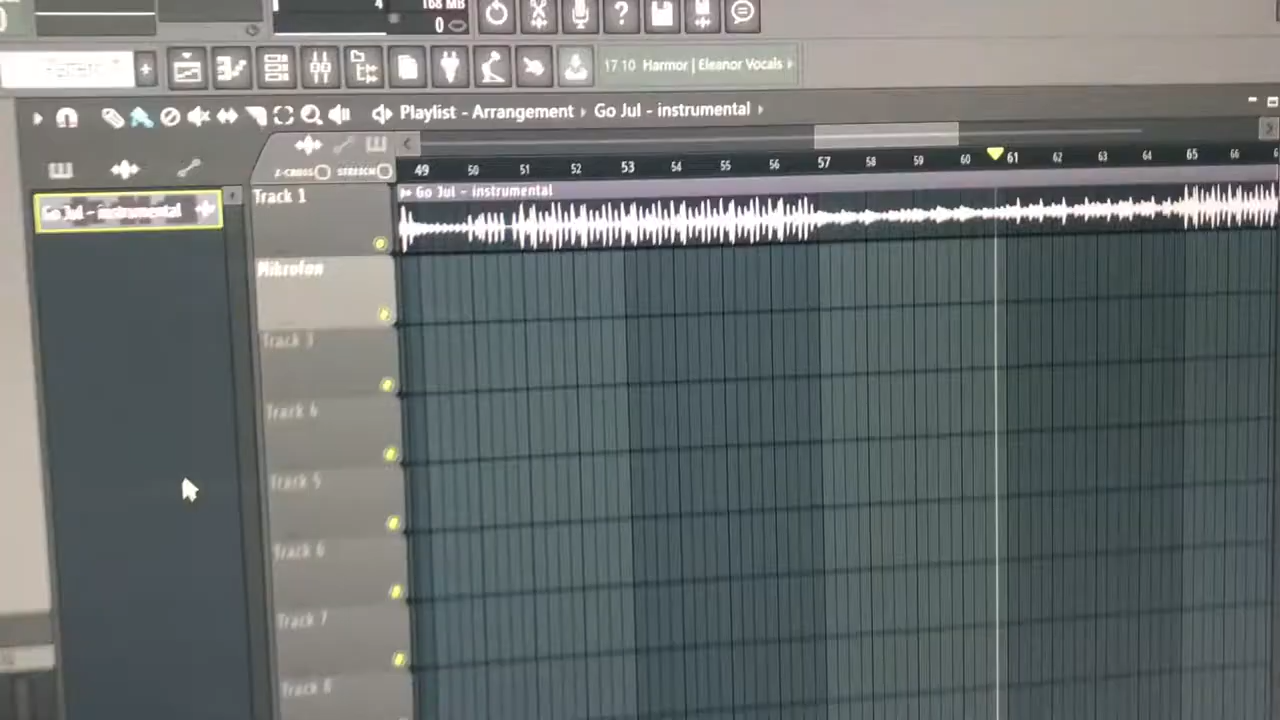 4
168 MB
0
?
+
17 10 Harmor | Eleanor Vocals
Playlist - Arrangement › Go Jul - instrumental ›
Z-CROSS STRETCH
49 50 51 52 53 54 55 56 57 58 59 60 61 62 63 64 65 66
Go Jul - instrumental
Track 1
Go Jul - instrumental
Mikrofon
Track 3
Track 4
Track 5
Track 6
Track 7
Track 8